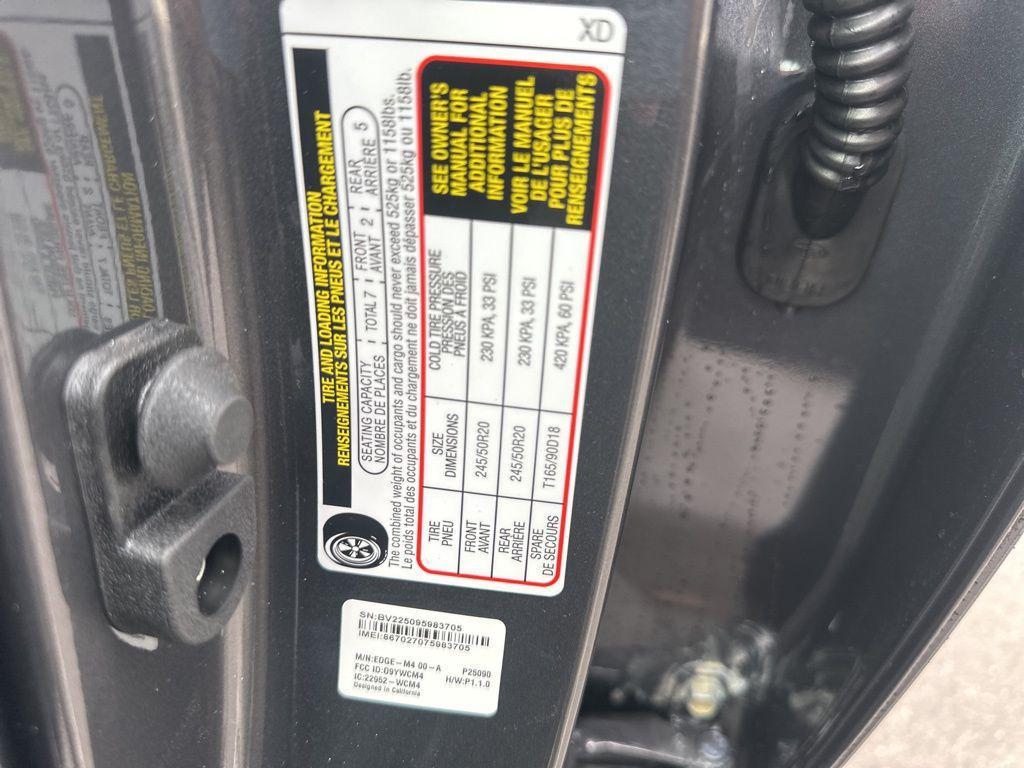 XD
TIRE AND LOADING INFORMATION
RENSEIGNEMENTS SUR LES PNEUS ET LE CHARGEMENT
SEATING CAPACITY TOTAL 7 FRONT 2 REAR 5
NOMBRE DE PLACES AVANT ARRIÈRE
The combined weight of occupants and cargo should never exceed 525kg or 1158lbs.
Le poids total des occupants et du chargement ne doit jamais dépasser 525kg ou 1158lb.
TIRE SIZE COLD TIRE PRESSURE
PNEU DIMENSIONS PRESSION DES
PNEUS A FROID
FRONT 245/50R20 230 KPA, 33 PSI
AVANT
REAR 245/50R20 230 KPA, 33 PSI
ARRIÈRE
SPARE T165/90D18 420 KPA, 60 PSI
DE SECOURS
SEE OWNER'S
MANUAL FOR
ADDITIONAL
INFORMATION
VOIR LE MANUEL
DE L'USAGER
POUR PLUS DE
RENSEIGNEMENTS
SN:BV225095983705
IMEI:867027075983705
M/N:EDGE-M4 00-A P25090
FCC ID:O9YWCM4 H/W:P1.1.0
IC:22952-WCM4
Designed in California